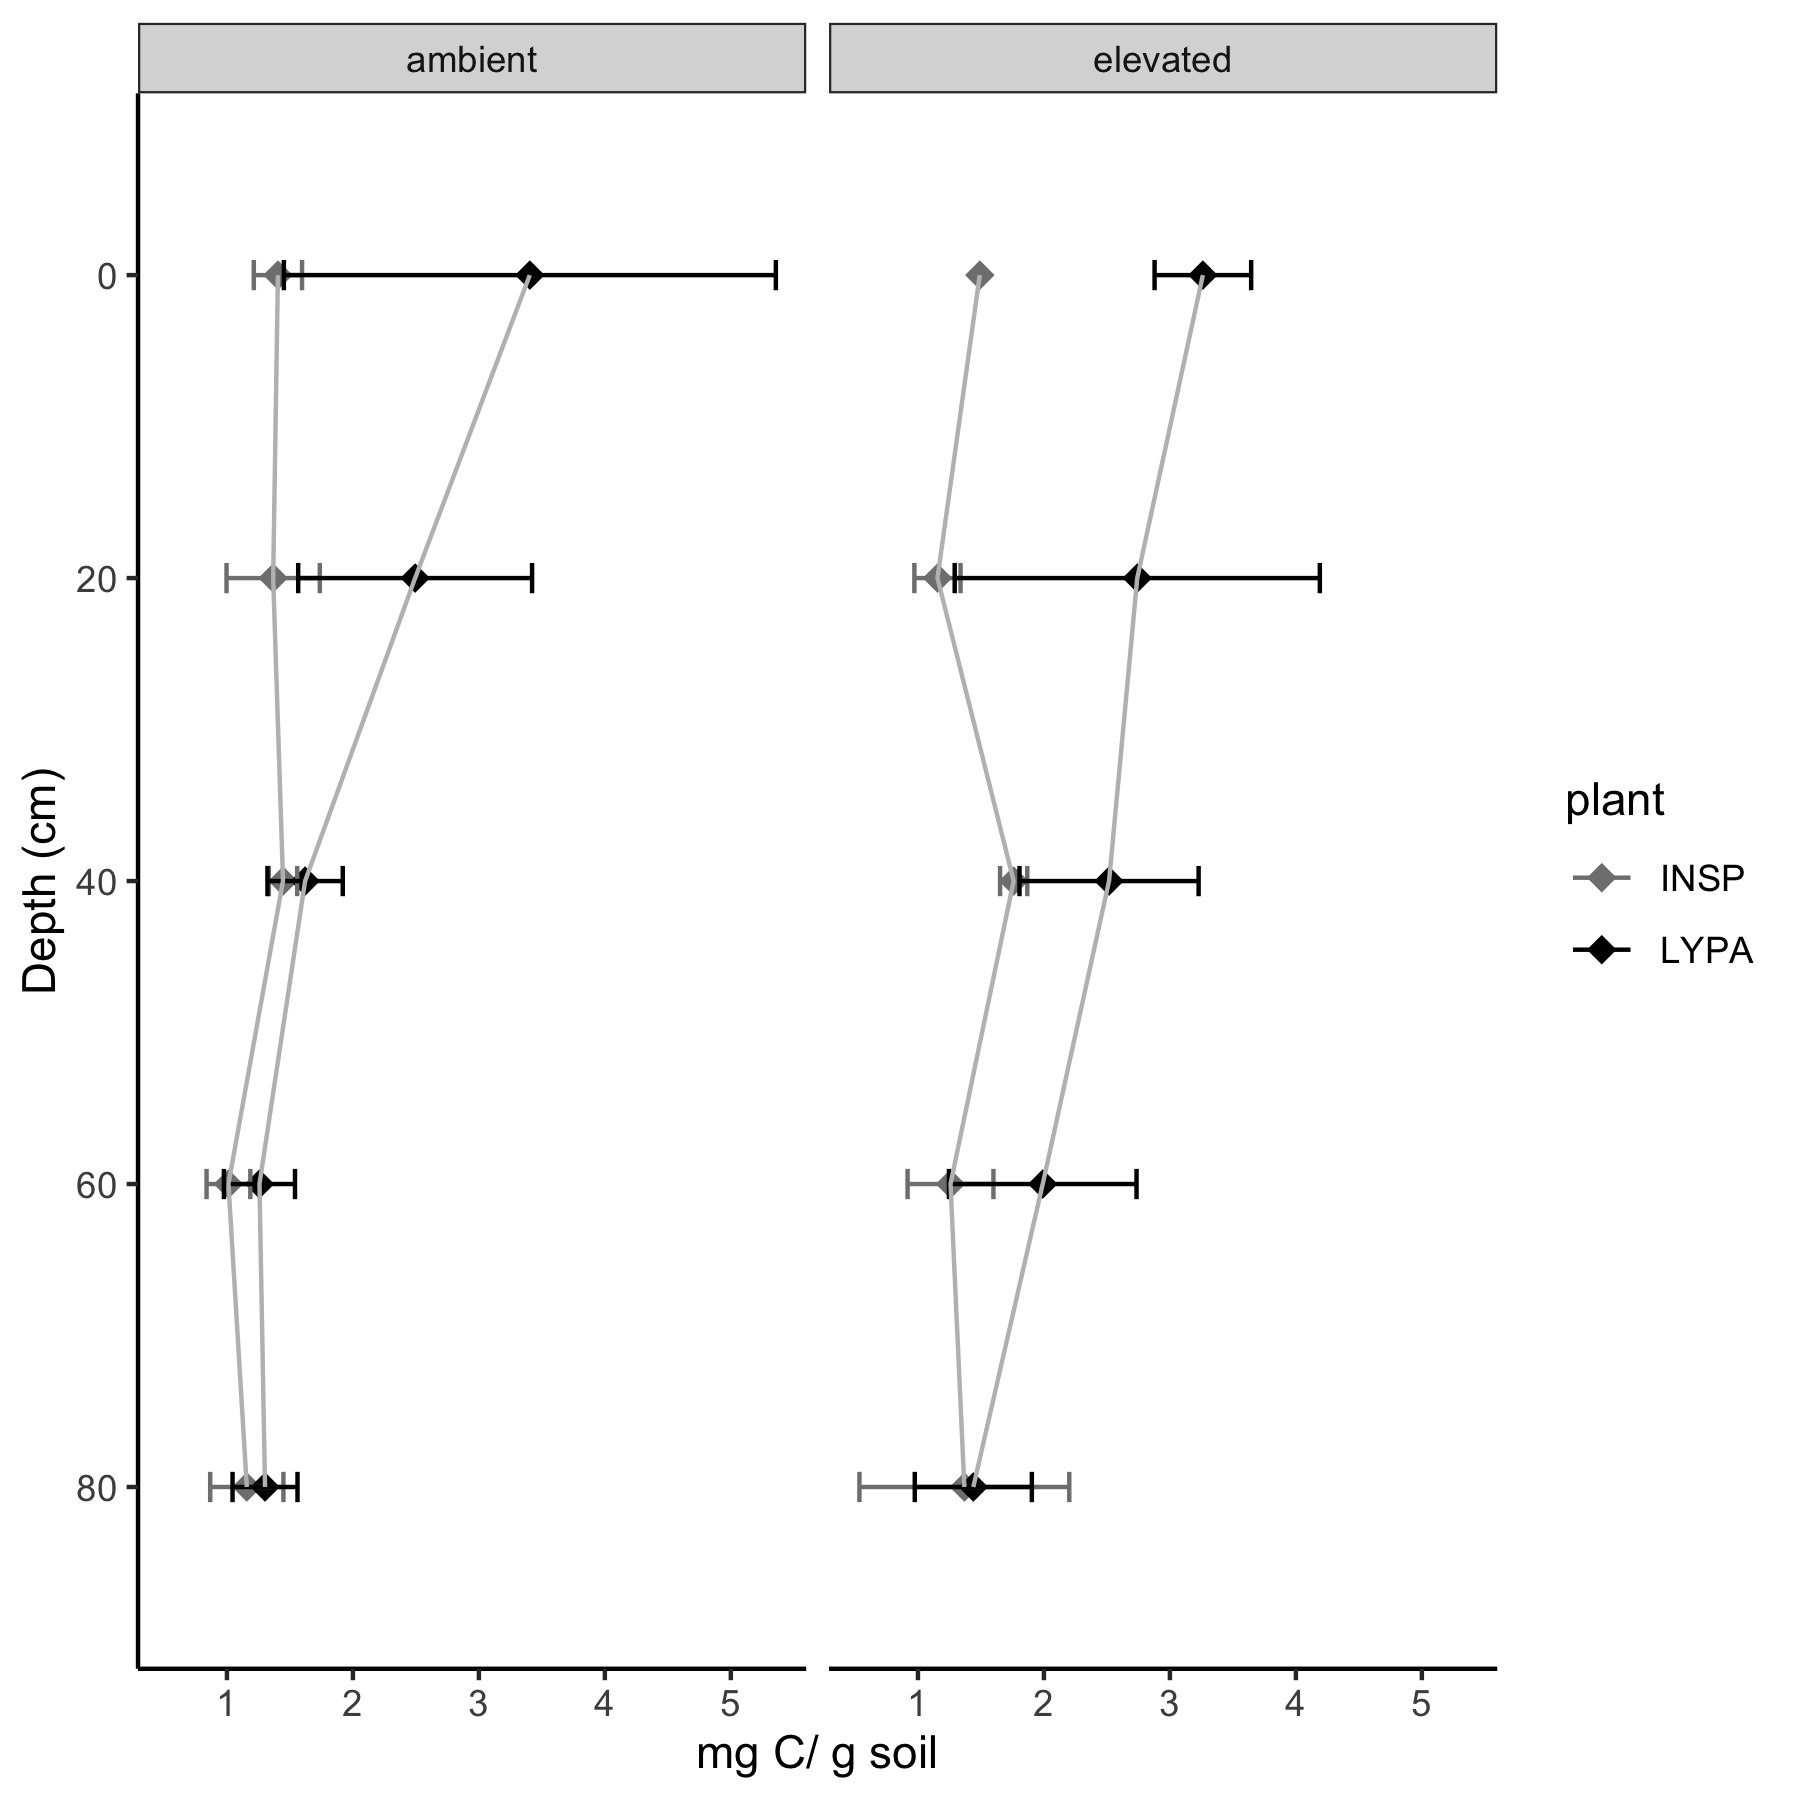 ambient
elevated
0
20
40
60
80
Depth (cm)
1 2 3 4 5
1 2 3 4 5
mg C/ g soil
plant
INSP
LYPA